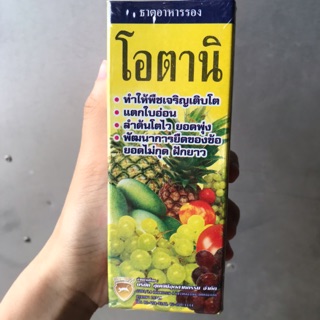 ธาตุอาหารรอง
โอตานิ
• ทำให้พืชเจริญเติบโต
• แตกใบอ่อน
• ลำต้นโตไว ยอดพุ่ง
• พัฒนาการยืดของข้อ
ยอดไม่กุด ฝักยาว